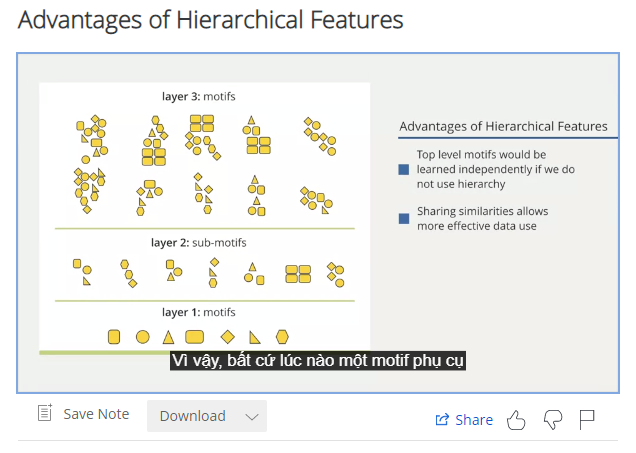 Advantages of Hierarchical Features
layer 3: motifs
layer 2: sub-motifs
layer 1: motifs
Advantages of Hierarchical Features
Top level motifs would be
learned independently if we do
not use hierarchy
Sharing similarities allows
more effective data use
Vì vậy, bất cứ lúc nào một motif phụ cụ
Save Note
Download
Share